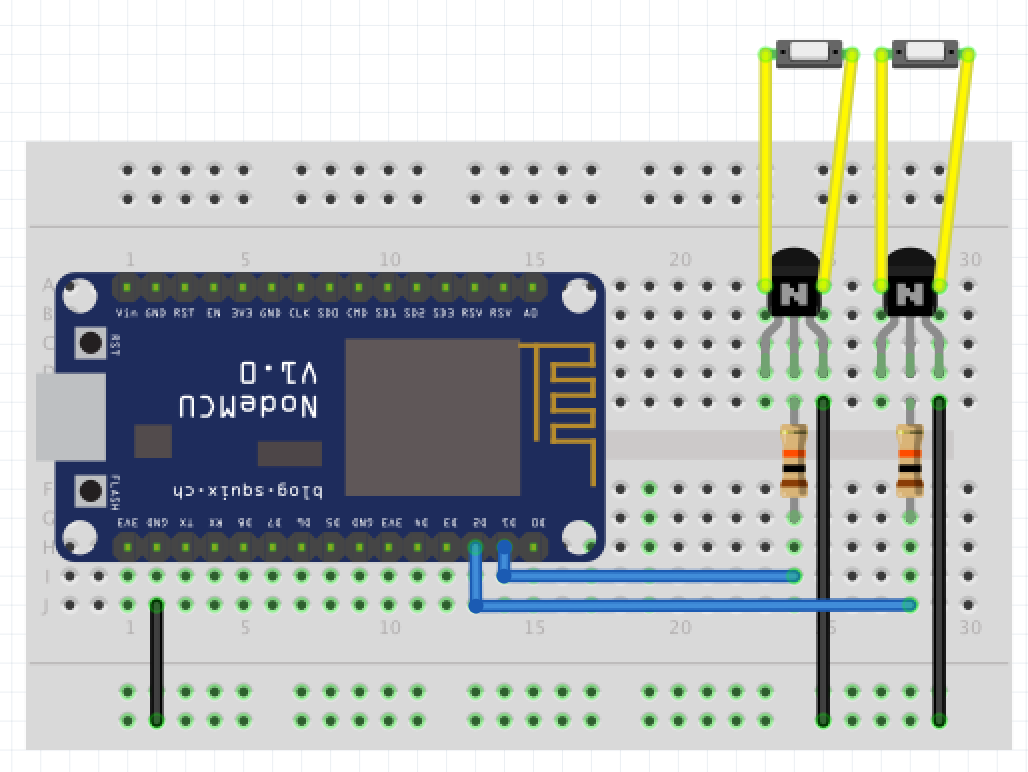 1 5 10 15 20 30
A
B
C
D
Vin GND RST EN 3V3 GND CLK SD0 CMD SD1 SD2 SD3 RSV RSV A0
RST
NodeMCU
V1.0
FLASH
blog.squix.ch
3V3 GND TX RX D8 D7 D6 D5 GND 3V3 D4 D3 D2 D1 D0
N
N
F
G
H
I
J
1 5 10 15 20 5 30